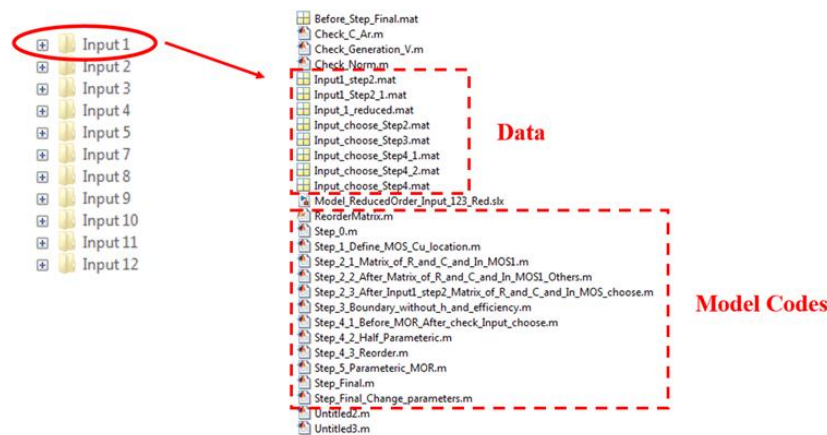 Input 1
Input 2
Input 3
Input 4
Input 5
Input 7
Input 8
Input 9
Input 10
Input 11
Input 12
Before_Step_Final.mat
Check_C_Ar.m
Check_Generation_V.m
Check_Norm.m
Input1_step2.mat
Input1_Step2_1.mat
Input_1_reduced.mat
Input_choose_Step2.mat
Input_choose_Step3.mat
Input_choose_Step4_1.mat
Input_choose_Step4_2.mat
Input_choose_Step4.mat
Data
Model_ReducedOrder_Input_123_Red.slx
ReorderMatrix.m
Step_0.m
Step_1_Define_MOS_Cu_location.m
Step_2_1_Matrix_of_R_and_C_and_In_MOS1.m
Step_2_2_After_Matrix_of_R_and_C_and_In_MOS1_Others.m
Step_2_3_After_Input1_step2_Matrix_of_R_and_C_and_In_MOS_choose.m
Step_3_Boundary_without_h_and_efficiency.m
Step_4_1_Before_MOR_After_check_Input_choose.m
Step_4_2_Half_Parameteric.m
Step_4_3_Reorder.m
Step_5_Parameteric_MOR.m
Step_Final.m
Step_Final_Change_parameters.m
Model Codes
Untitled2.m
Untitled3.m